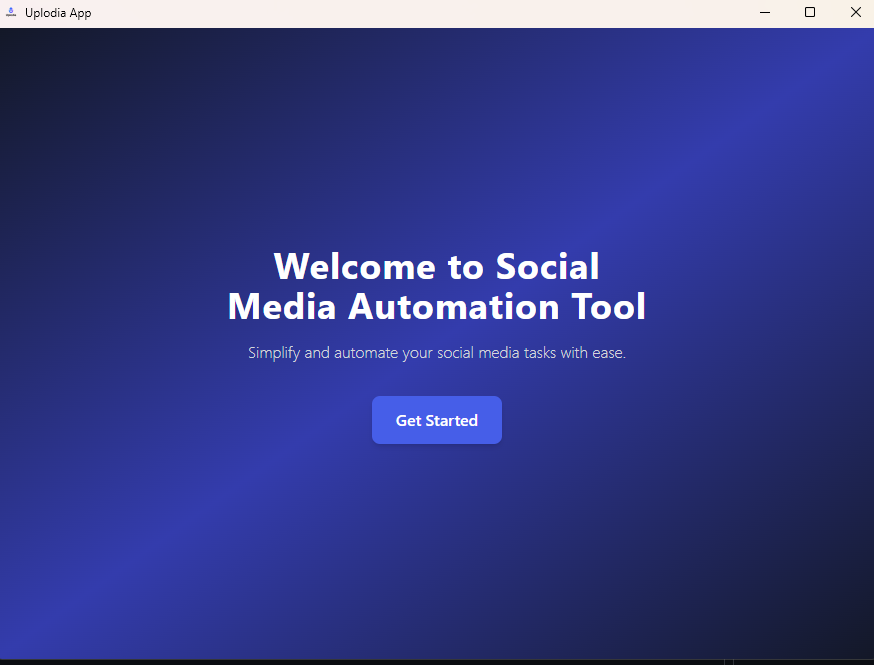 Uplodia App
Welcome to Social
Media Automation Tool
Simplify and automate your social media tasks with ease.
Get Started